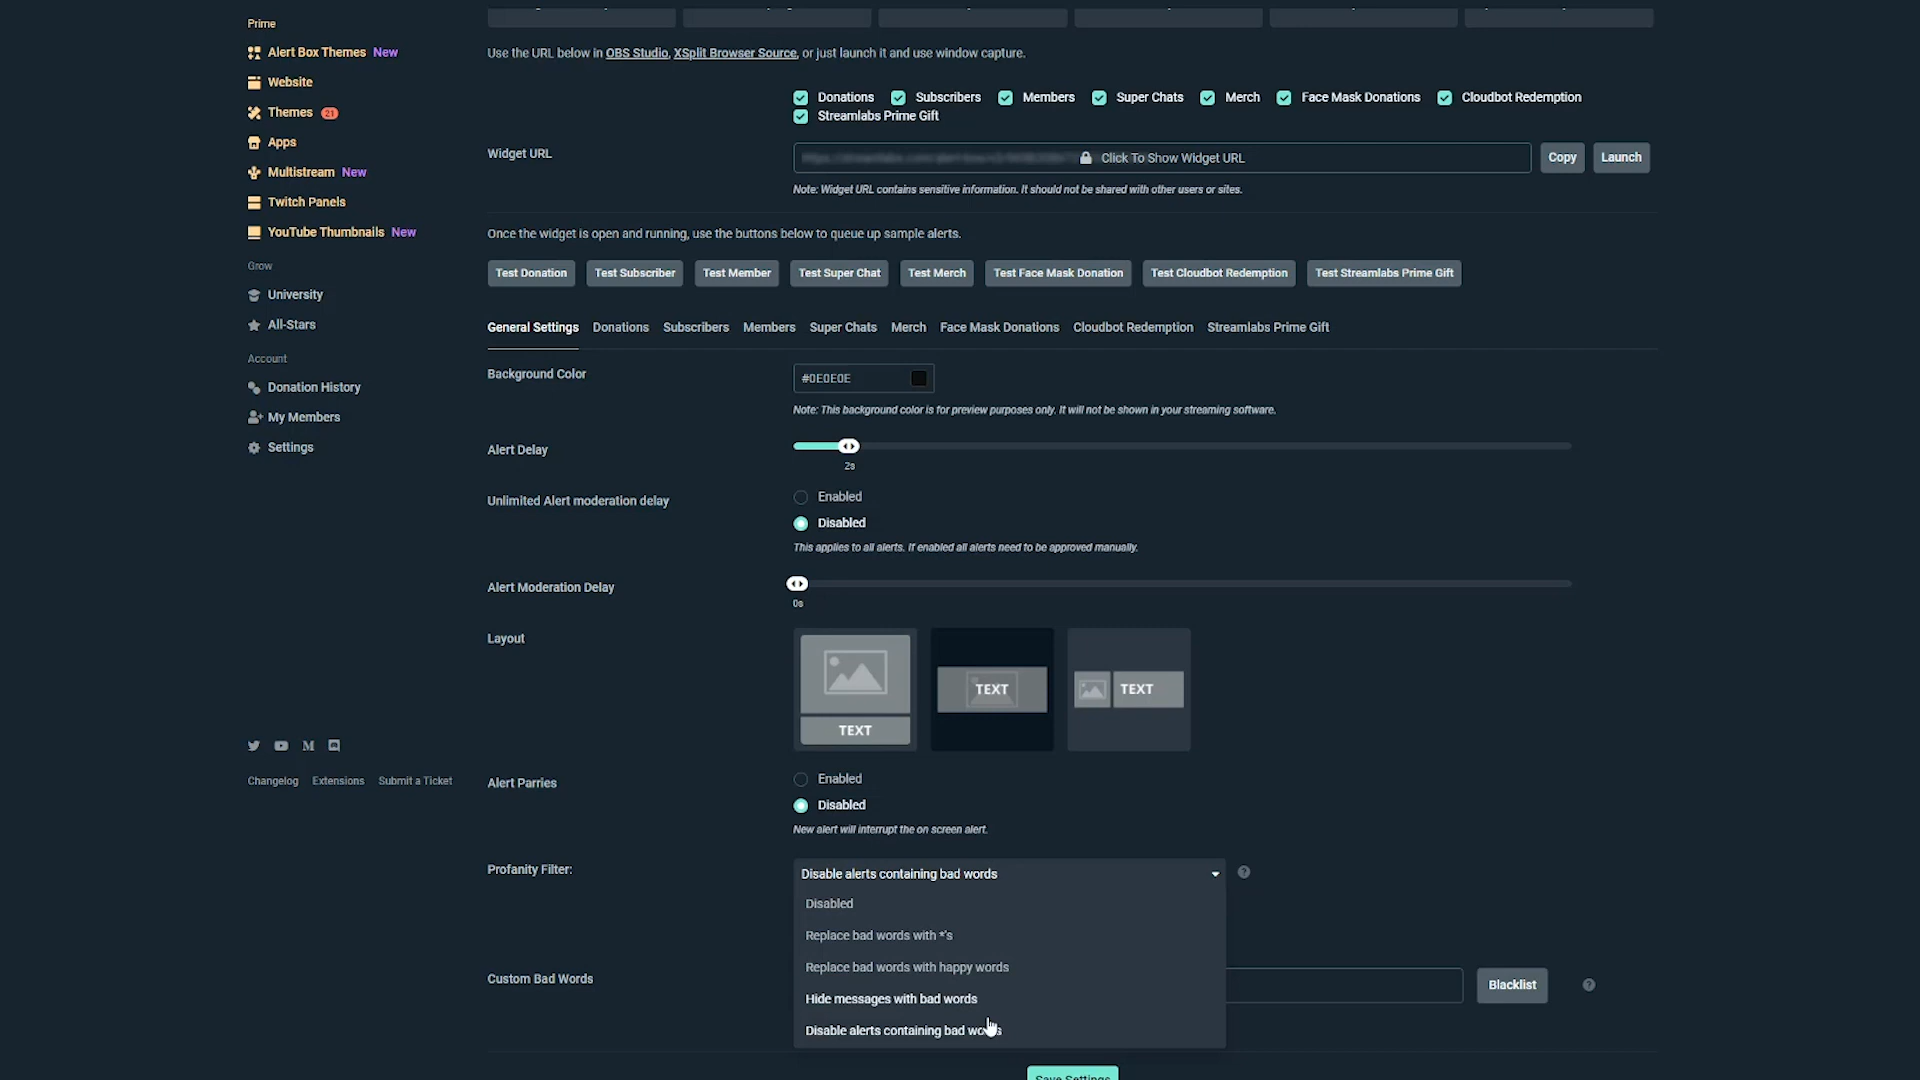 Prime
Alert Box Themes New
Website
Themes 21
Apps
Multistream New
Twitch Panels
YouTube Thumbnails New
Grow
University
All-Stars
Account
Donation History
My Members
Settings
Changelog Extensions Submit a Ticket
Use the URL below in OBS Studio, XSplit Browser Source, or just launch it and use window capture.
Donations Subscribers Members Super Chats Merch Face Mask Donations Cloudbot Redemption
Streamlabs Prime Gift
Widget URL
Click To Show Widget URL
Copy Launch
Note: Widget URL contains sensitive information. It should not be shared with other users or sites.
Once the widget is open and running, use the buttons below to queue up sample alerts.
Test Donation Test Subscriber Test Member Test Super Chat Test Merch Test Face Mask Donation Test Cloudbot Redemption Test Streamlabs Prime Gift
General Settings Donations Subscribers Members Super Chats Merch Face Mask Donations Cloudbot Redemption Streamlabs Prime Gift
Background Color
#0E0E0E
Note: This background color is for preview purposes only. It will not be shown in your streaming software.
Alert Delay
2s
Unlimited Alert moderation delay
Enabled
Disabled
This applies to all alerts. If enabled all alerts need to be approved manually.
Alert Moderation Delay
0s
Layout
TEXT
TEXT
TEXT
Alert Parries
Enabled
Disabled
New alert will interrupt the on screen alert.
Profanity Filter:
Disable alerts containing bad words
?
Disabled
Replace bad words with *'s
Replace bad words with happy words
Hide messages with bad words
Disable alerts containing bad words
Custom Bad Words
Blacklist
?
Save Settings